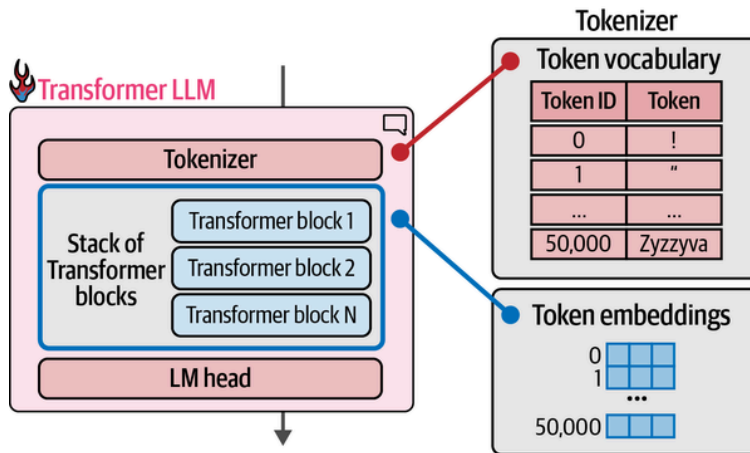 Transformer LLM
Tokenizer
Stack of
Transformer
blocks
Transformer block 1
Transformer block 2
Transformer block N
LM head
Tokenizer
Token vocabulary
Token ID Token
0 !
1 “
... ...
50,000 Zyzzyva
Token embeddings
0
1
...
50,000